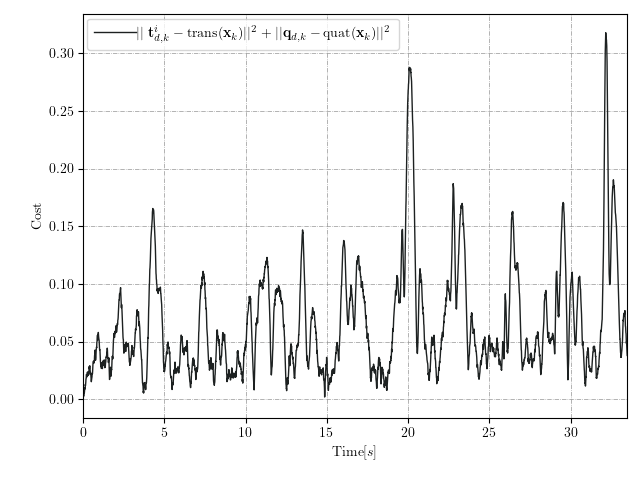 || t^i_{d,k} − trans(x_k)||^2 + ||q_{d,k} − quat(x_k)||^2
0.30
0.25
0.20
0.15
0.10
0.05
0.00
Cost
0 5 10 15 20 25 30
Time[s]